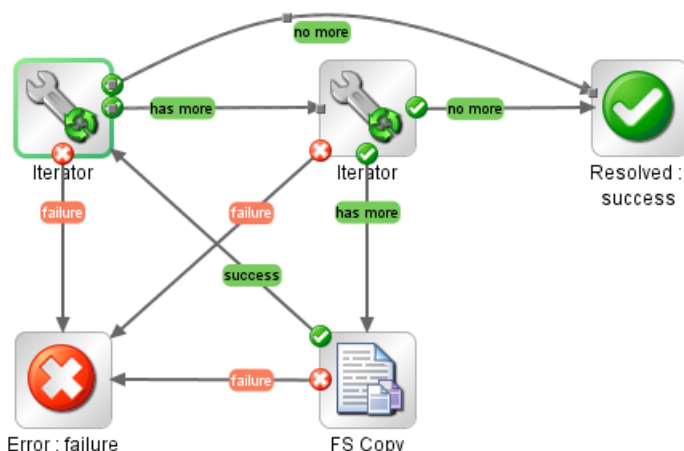 no more
has more
no more
Iterator
Iterator
Resolved :
success
failure
failure
has more
success
failure
Error : failure
FS Copy